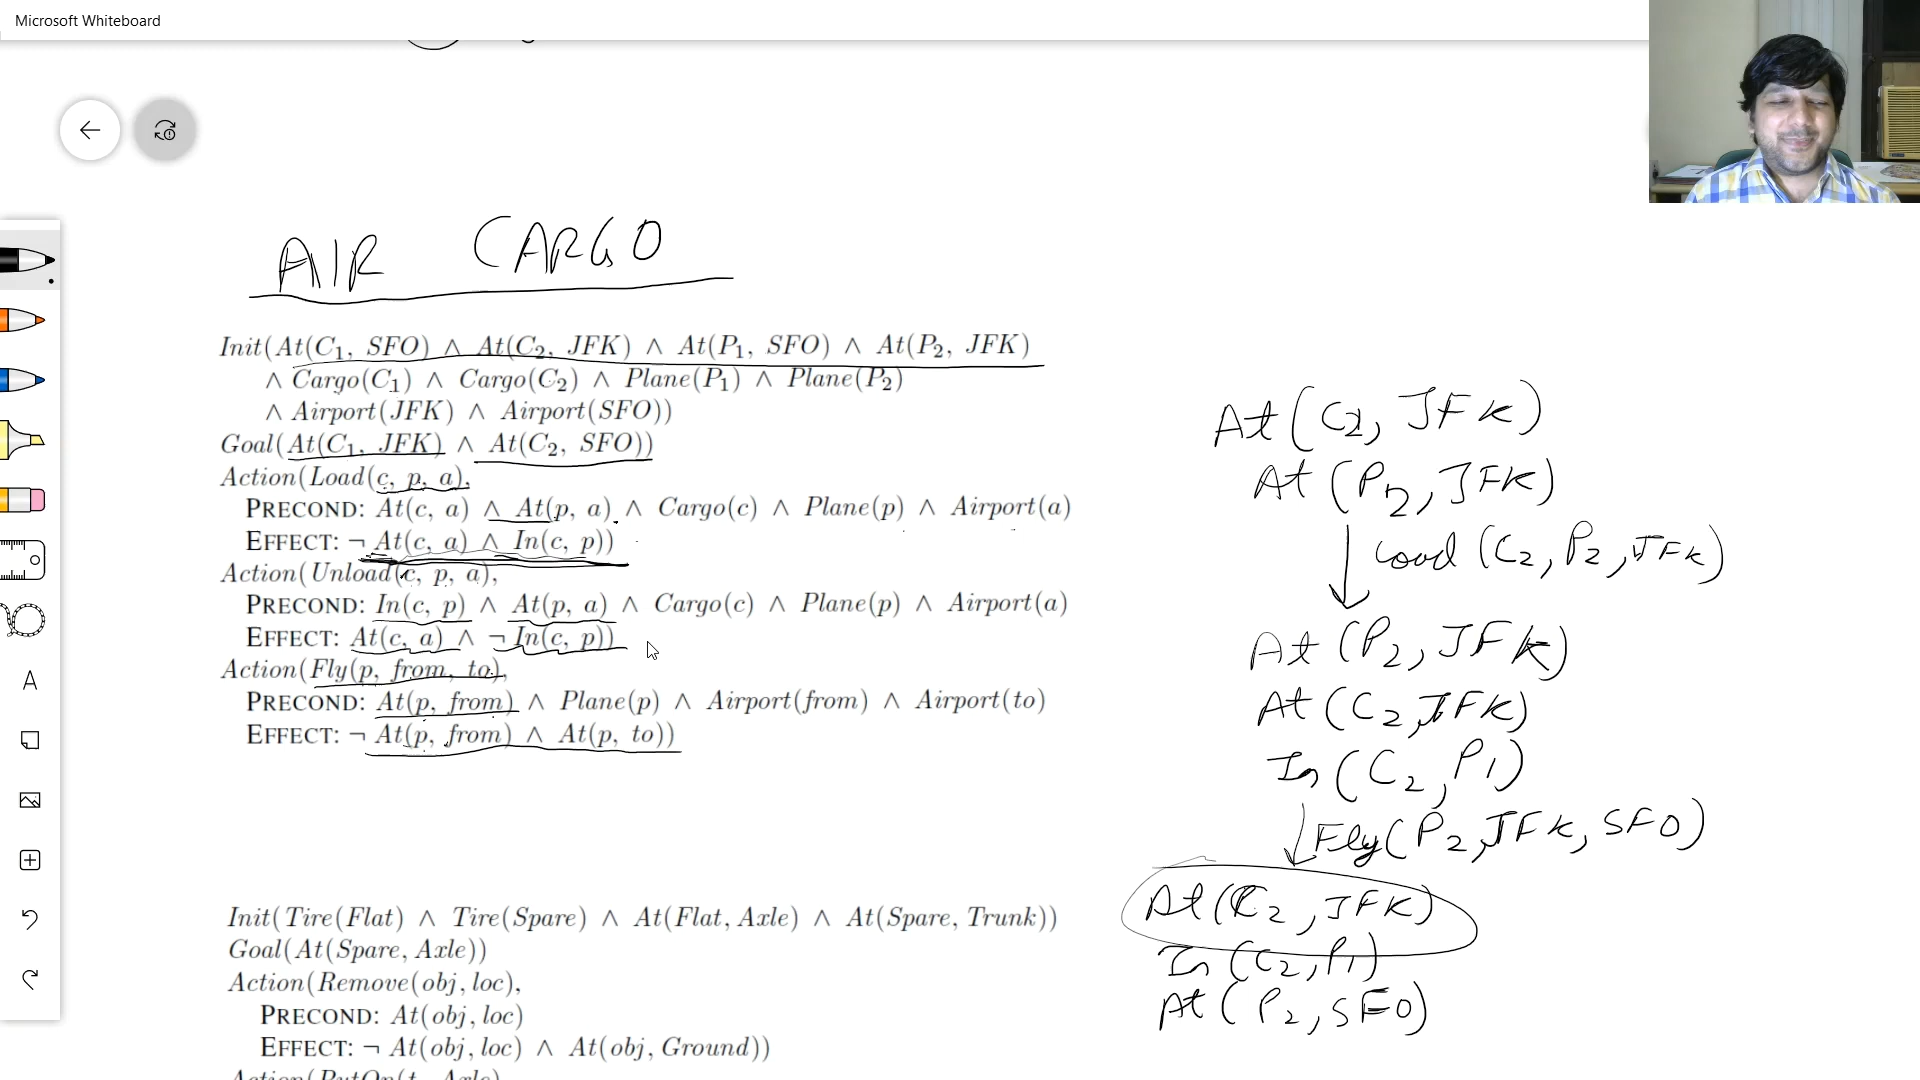 Microsoft Whiteboard
AIR CARGO
Init(At(C₁, SFO) ∧ At(C₂, JFK) ∧ At(P₁, SFO) ∧ At(P₂, JFK)
∧ Cargo(C₁) ∧ Cargo(C₂) ∧ Plane(P₁) ∧ Plane(P₂)
∧ Airport(JFK) ∧ Airport(SFO))
Goal(At(C₁, JFK) ∧ At(C₂, SFO))
Action(Load(c, p, a),
PRECOND: At(c, a) ∧ At(p, a) ∧ Cargo(c) ∧ Plane(p) ∧ Airport(a)
EFFECT: ¬ At(c, a) ∧ In(c, p))
Action(Unload(c, p, a),
PRECOND: In(c, p) ∧ At(p, a) ∧ Cargo(c) ∧ Plane(p) ∧ Airport(a)
EFFECT: At(c, a) ∧ ¬ In(c, p))
Action(Fly(p, from, to),
PRECOND: At(p, from) ∧ Plane(p) ∧ Airport(from) ∧ Airport(to)
EFFECT: ¬ At(p, from) ∧ At(p, to))
Init(Tire(Flat) ∧ Tire(Spare) ∧ At(Flat, Axle) ∧ At(Spare, Trunk))
Goal(At(Spare, Axle))
Action(Remove(obj, loc),
PRECOND: At(obj, loc)
EFFECT: ¬ At(obj, loc) ∧ At(obj, Ground))
Action(PutOn(t, Axle)
At(C₂, JFK)
At(P₂, JFK)
Load(C₂, P₂, JFK)
At(P₂, JFK)
At(C₂, JFK)
In(C₂, P1)
Fly(P₂, JFK, SFO)
At(C₂, JFK)
In(C₂, P1)
At(P₂, SFO)
A